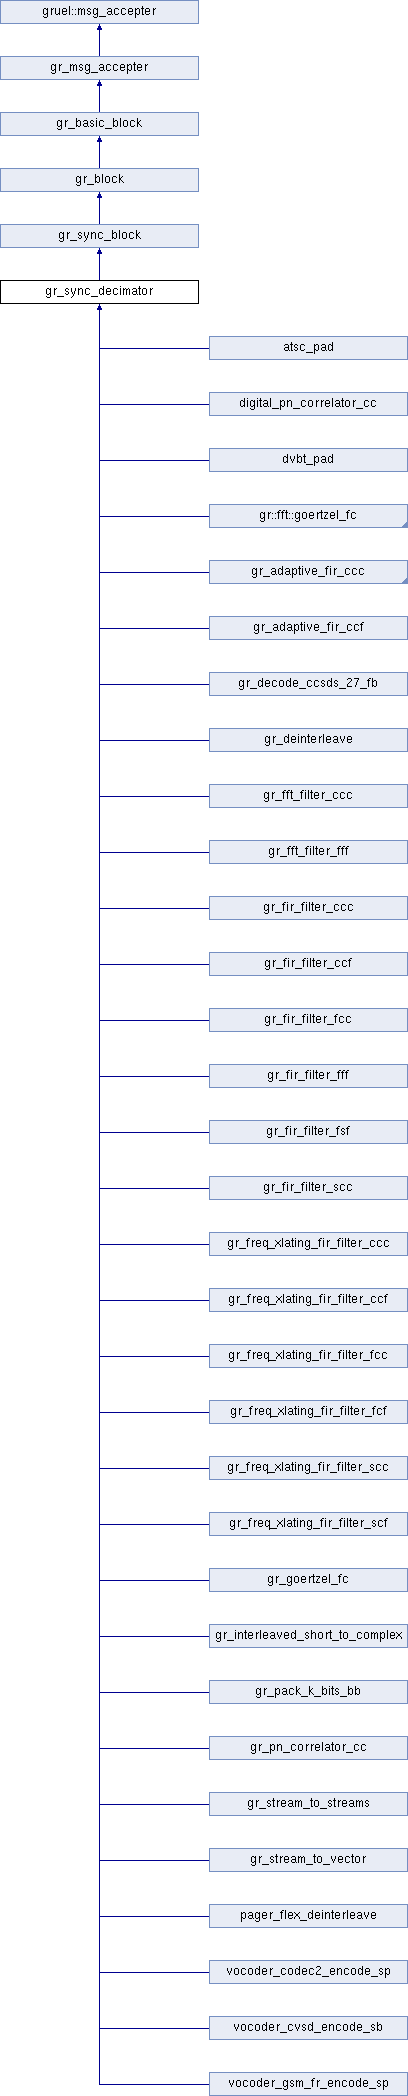 gruel::msg_accepter
gr_msg_accepter
gr_basic_block
gr_block
gr_sync_block
gr_sync_decimator
atsc_pad
digital_pn_correlator_cc
dvbt_pad
gr::fft::goertzel_fc
gr_adaptive_fir_ccc
gr_adaptive_fir_ccf
gr_decode_ccsds_27_fb
gr_deinterleave
gr_fft_filter_ccc
gr_fft_filter_fff
gr_fir_filter_ccc
gr_fir_filter_ccf
gr_fir_filter_fcc
gr_fir_filter_fff
gr_fir_filter_fsf
gr_fir_filter_scc
gr_freq_xlating_fir_filter_ccc
gr_freq_xlating_fir_filter_ccf
gr_freq_xlating_fir_filter_fcc
gr_freq_xlating_fir_filter_fcf
gr_freq_xlating_fir_filter_scc
gr_freq_xlating_fir_filter_scf
gr_goertzel_fc
gr_interleaved_short_to_complex
gr_pack_k_bits_bb
gr_pn_correlator_cc
gr_stream_to_streams
gr_stream_to_vector
pager_flex_deinterleave
vocoder_codec2_encode_sp
vocoder_cvsd_encode_sb
vocoder_gsm_fr_encode_sp